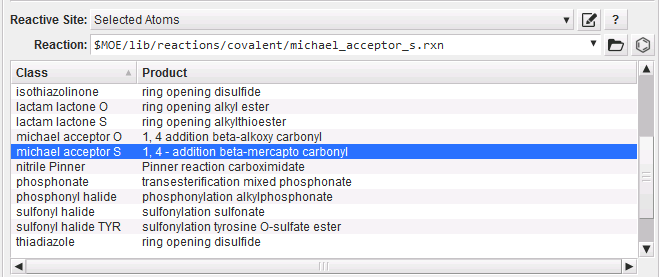 Reactive Site: Selected Atoms ?
Reaction: $MOE/lib/reactions/covalent/michael_acceptor_s.rxn
Class Product
isothiazolinone ring opening disulfide
lactam lactone O ring opening alkyl ester
lactam lactone S ring opening alkylthioester
michael acceptor O 1, 4 addition beta-alkoxy carbonyl
michael acceptor S 1, 4 - addition beta-mercapto carbonyl
nitrile Pinner Pinner reaction carboximidate
phosphonate transesterification mixed phosphonate
phosphonyl halide phosphonylation alkylphosphonate
sulfonyl halide sulfonylation sulfonate
sulfonyl halide TYR sulfonylation tyrosine O-sulfate ester
thiadiazole ring opening disulfide